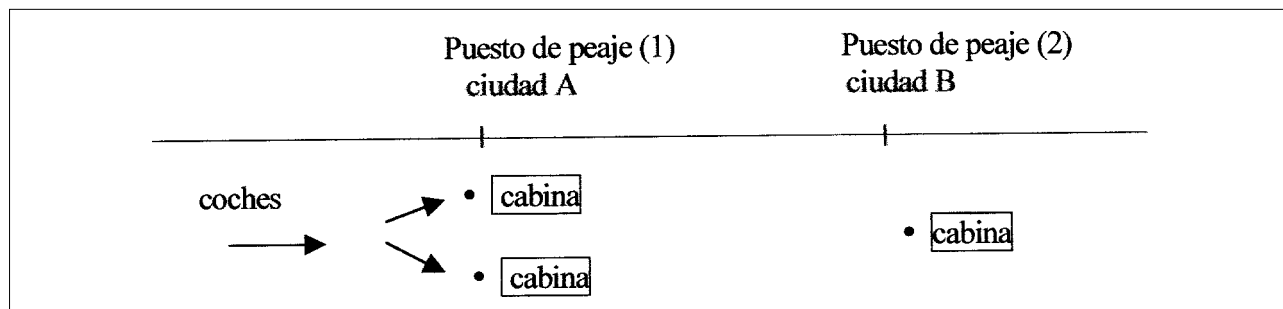 Puesto de peaje (1)
ciudad A
Puesto de peaje (2)
ciudad B
coches
cabina
cabina
cabina